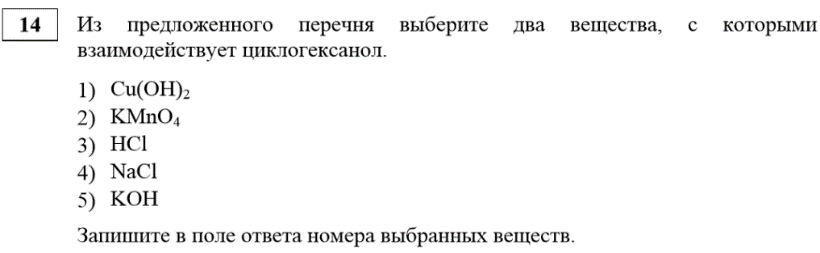 14 Из предложенного перечня выберите два вещества, с которыми
взаимодействует циклогексанол.
1) Cu(OH)₂
2) KMnO₄
3) HCl
4) NaCl
5) KOH
Запишите в поле ответа номера выбранных веществ.